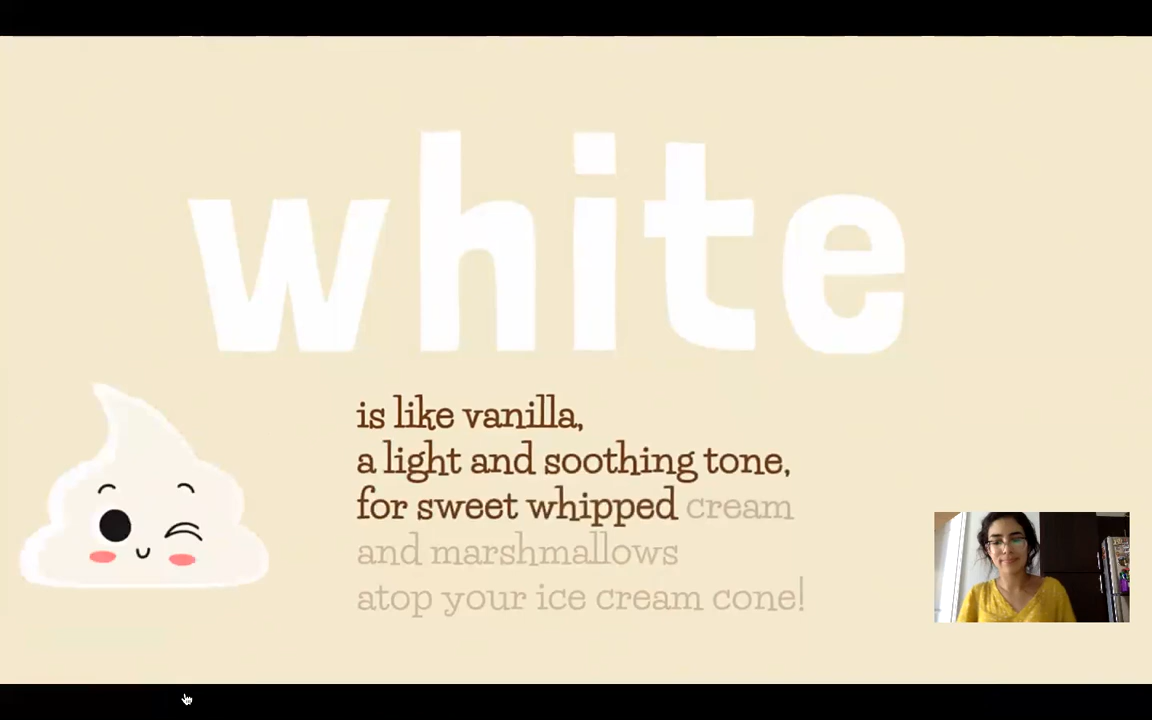 white
is like vanilla,
a light and soothing tone,
for sweet whipped cream
and marshmallows
atop your ice cream cone!